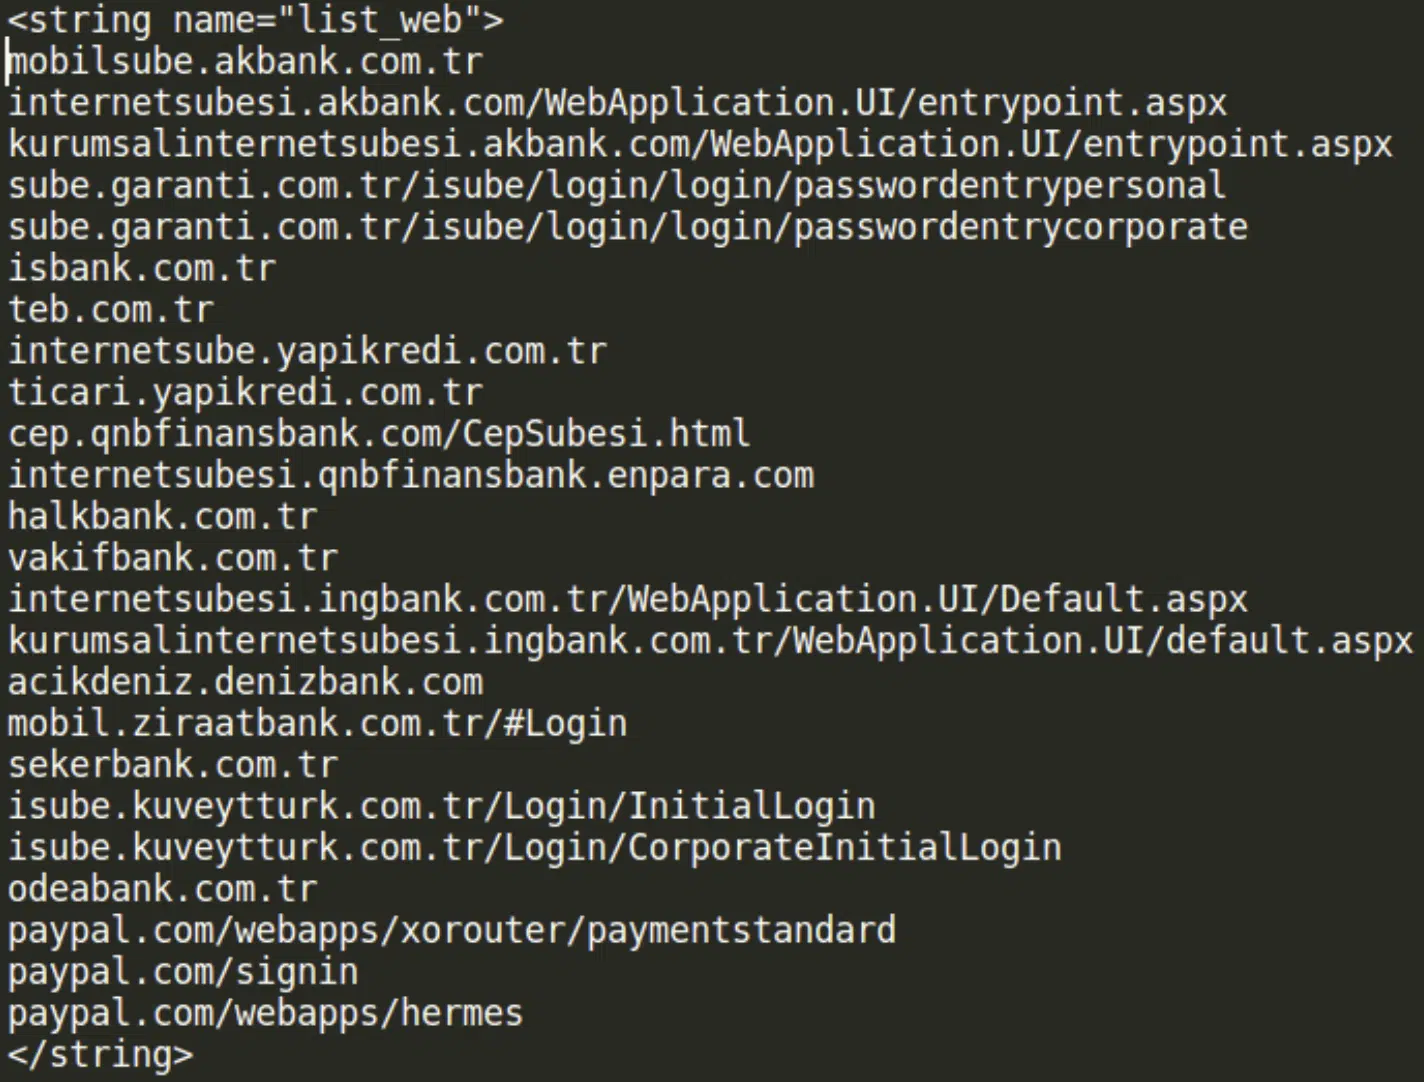 <string name="list_web">
mobilsube.akbank.com.tr
internetsubesi.akbank.com/WebApplication.UI/entrypoint.aspx
kurumsalinternetsubesi.akbank.com/WebApplication.UI/entrypoint.aspx
sube.garanti.com.tr/isube/login/login/passwordentrypersonal
sube.garanti.com.tr/isube/login/login/passwordentrycorporate
isbank.com.tr
teb.com.tr
internetsube.yapikredi.com.tr
ticari.yapikredi.com.tr
cep.qnbfinansbank.com/CepSubesi.html
internetsubesi.qnbfinansbank.enpara.com
halkbank.com.tr
vakifbank.com.tr
internetsubesi.ingbank.com.tr/WebApplication.UI/Default.aspx
kurumsalinternetsubesi.ingbank.com.tr/WebApplication.UI/default.aspx
acikdeniz.denizbank.com
mobil.ziraatbank.com.tr/#Login
sekerbank.com.tr
isube.kuveytturk.com.tr/Login/InitialLogin
isube.kuveytturk.com.tr/Login/CorporateInitialLogin
odeabank.com.tr
paypal.com/webapps/xorouter/paymentstandard
paypal.com/signin
paypal.com/webapps/hermes
</string>